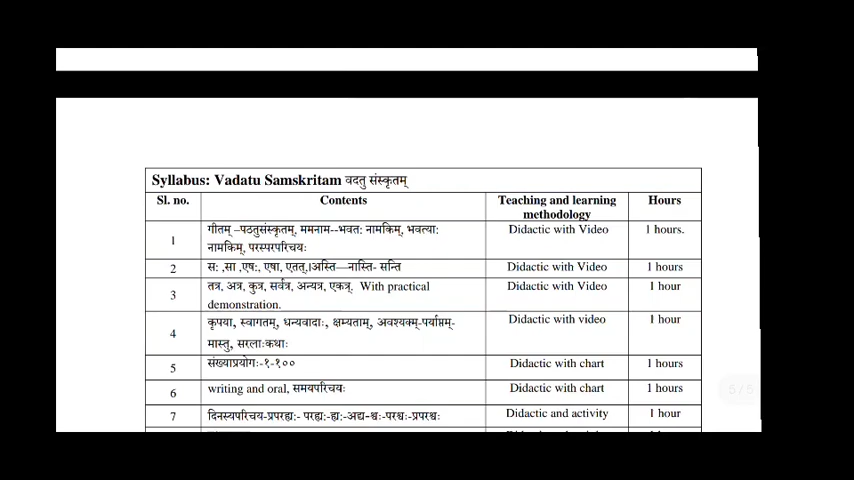 Syllabus: Vadatu Samskritam वदतु संस्कृतम्
Sl. no. Contents Teaching and learning Hours
methodology
1 गीतम् –पठतुसंस्कृतम्, ममनाम--भवत: नामकिम्, भवत्या: Didactic with Video 1 hours.
नामकिम्, परस्परपरिचयः
2 स: ,सा ,एष:, एषा, एतत्,।अस्ति—नास्ति- सन्ति Didactic with Video 1 hours
3 तत्र, अत्र, कुत्र, सर्वत्र, अन्यत्र, एकत्र्. With practical Didactic with Video 1 hour
demonstration.
4 कृपया, स्वागतम्, धन्यवादाः, क्षम्यताम्, अवश्यकम्-पर्याप्तम्- Didactic with video 1 hour
मास्तु, सरलाःकथाः
5 संख्याप्रयोगः-१-१०० Didactic with chart 1 hours
6 writing and oral, समयपरिचयः Didactic with chart 1 hours
7 दिनस्यपरिचय-प्रपरह्य:- परह्य:-ह्य:-अद्य-श्वः-परश्वः-प्रपरश्वः Didactic and activity 1 hour
5/5